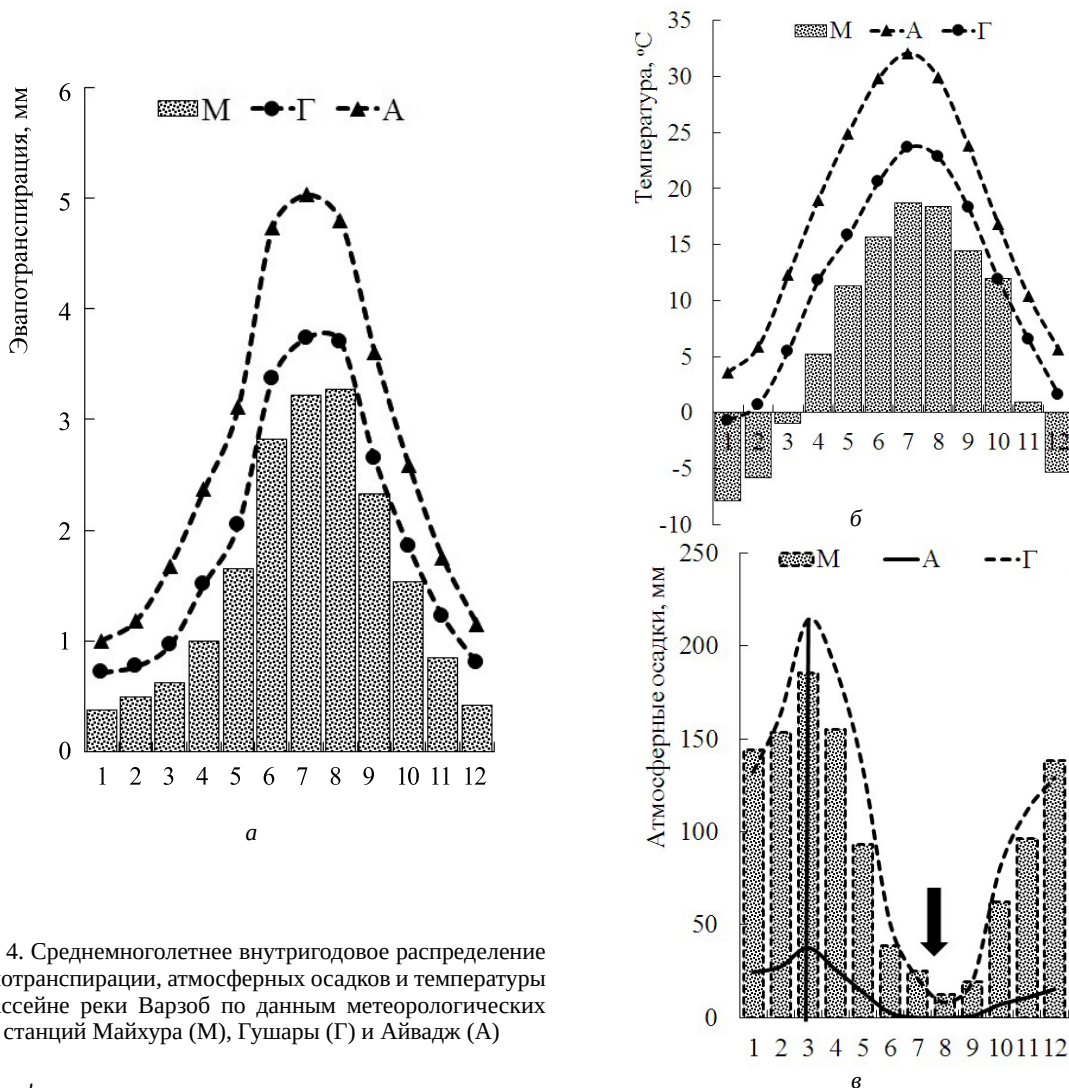 Эвапотранспирация, мм
М Г А
6
5
4
3
2
1
0
1 2 3 4 5 6 7 8 9 10 11 12
а
Температура, ºС
М А Г
35
30
25
20
15
10
5
0
-5
-10
1 2 3 4 5 6 7 8 9 10 11 12
б
Атмосферные осадки, мм
М А Г
250
200
150
100
50
0
1 2 3 4 5 6 7 8 9 10 11 12
в
4. Среднемноголетнее внутригодовое распределение
потранспирации, атмосферных осадков и температуры
ссейне реки Варзоб по данным метеорологических
станций Майхура (М), Гушары (Г) и Айвадж (А)